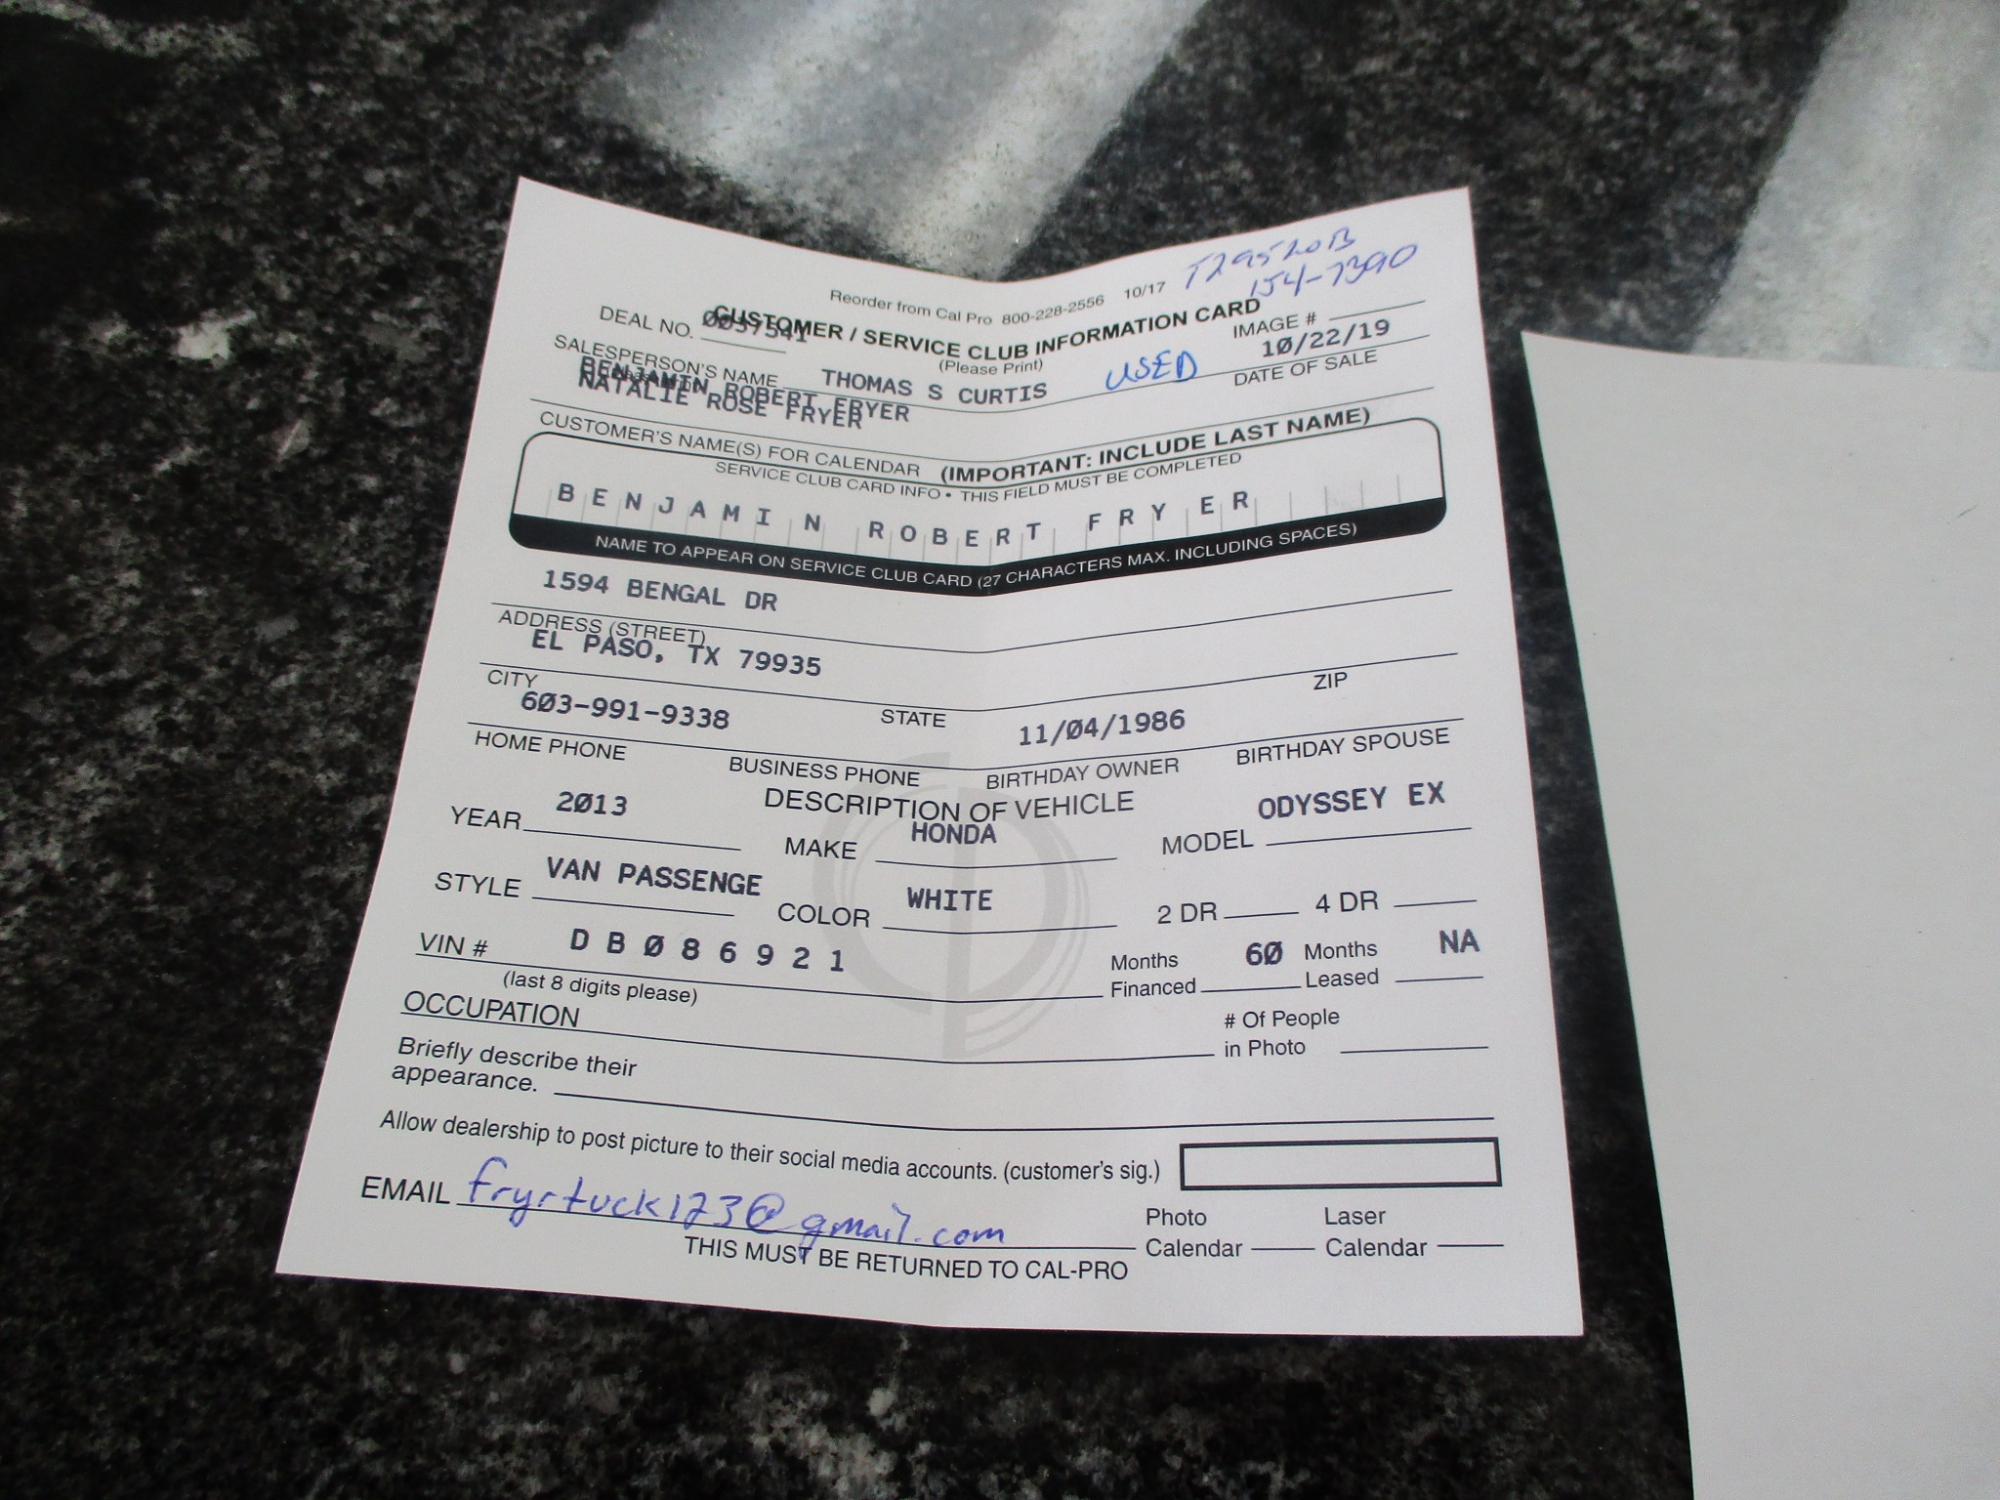 Reorder from Cal Pro 800-228-2556 10/17 T29520B
154-7390
DEAL NO. 0037541 CUSTOMER / SERVICE CLUB INFORMATION CARD IMAGE #
(Please Print)
SALESPERSON'S NAME THOMAS S CURTIS USED 10/22/19
DATE OF SALE
BENJAMIN ROBERT FRYER
NATALIE ROSE FRYER
CUSTOMER'S NAME(S) FOR CALENDAR (IMPORTANT: INCLUDE LAST NAME)
SERVICE CLUB CARD INFO • THIS FIELD MUST BE COMPLETED
BENJAMIN ROBERT FRYER
NAME TO APPEAR ON SERVICE CLUB CARD (27 CHARACTERS MAX. INCLUDING SPACES)
1594 BENGAL DR
ADDRESS (STREET)
EL PASO, TX 79935
CITY STATE ZIP
603-991-9338 11/04/1986
HOME PHONE BUSINESS PHONE BIRTHDAY OWNER BIRTHDAY SPOUSE
DESCRIPTION OF VEHICLE
YEAR 2013 MAKE HONDA MODEL ODYSSEY EX
STYLE VAN PASSENGE COLOR WHITE 2 DR 4 DR
VIN # DB086921 Months Financed 60 Months Leased NA
(last 8 digits please)
OCCUPATION # Of People in Photo
Briefly describe their
appearance.
Allow dealership to post picture to their social media accounts. (customer's sig.)
EMAIL fryrtuck123@gmail.com Photo Calendar Laser Calendar
THIS MUST BE RETURNED TO CAL-PRO